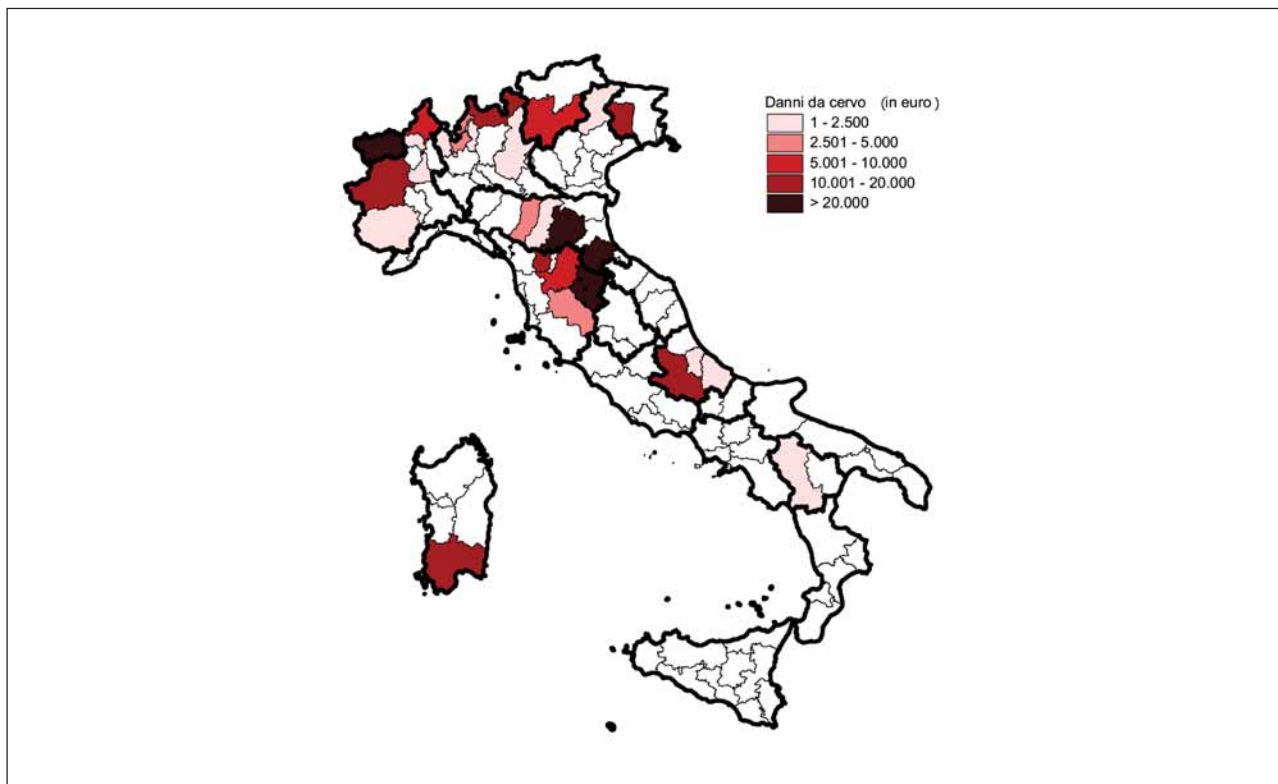 Danni da cervo (in euro )
1 - 2.500
2.501 - 5.000
5.001 - 10.000
10.001 - 20.000
> 20.000